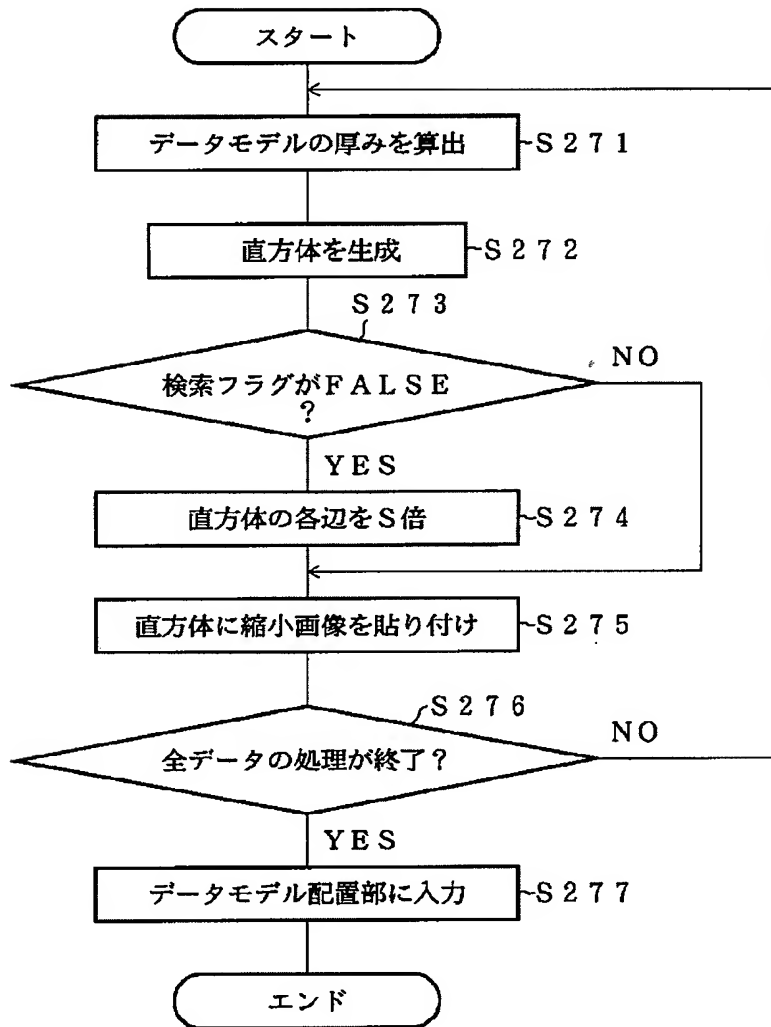 スタート
データモデルの厚みを算出 ~S271
直方体を生成 ~S272
S273
検索フラグがFALSE
?
NO
YES
直方体の各辺をS倍 ~S274
直方体に縮小画像を貼り付け ~S275
S276
全データの処理が終了?
NO
YES
データモデル配置部に入力 ~S277
エンド